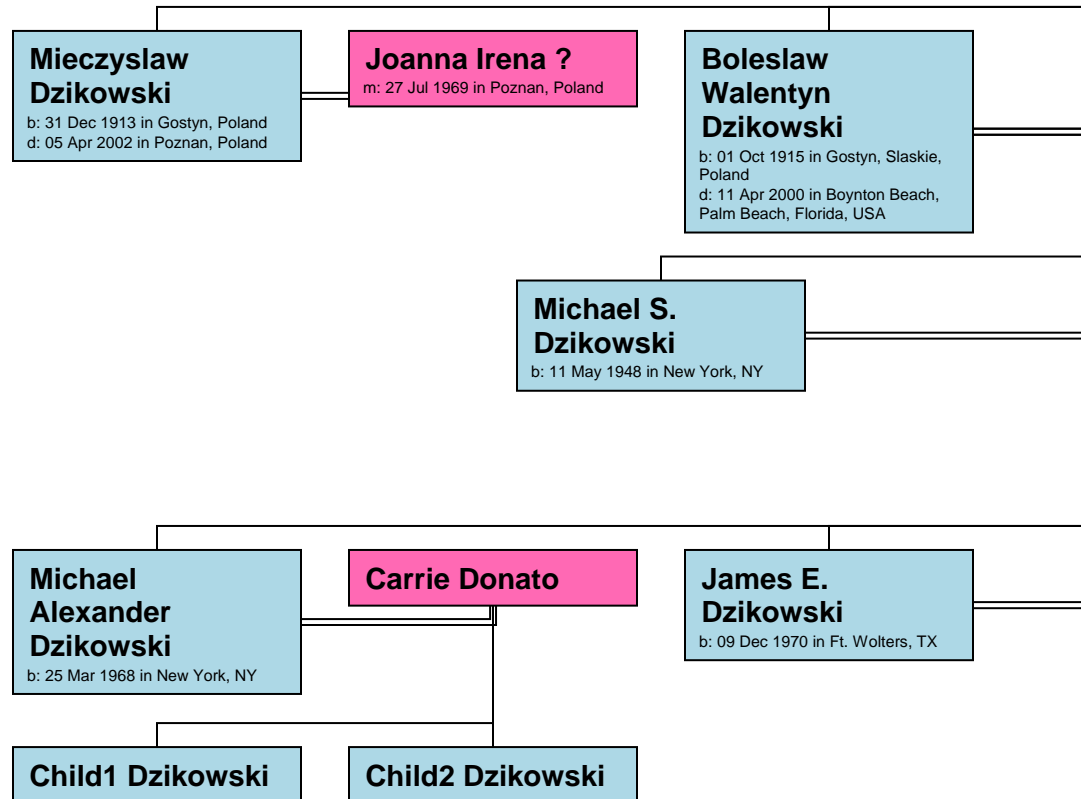 Mieczyslaw
Dzikowski
b: 31 Dec 1913 in Gostyn, Poland
d: 05 Apr 2002 in Poznan, Poland
Joanna Irena ?
m: 27 Jul 1969 in Poznan, Poland
Boleslaw
Walentyn
Dzikowski
b: 01 Oct 1915 in Gostyn, Slaskie,
Poland
d: 11 Apr 2000 in Boynton Beach,
Palm Beach, Florida, USA
Michael S.
Dzikowski
b: 11 May 1948 in New York, NY
Michael
Alexander
Dzikowski
b: 25 Mar 1968 in New York, NY
Carrie Donato
James E.
Dzikowski
b: 09 Dec 1970 in Ft. Wolters, TX
Child1 Dzikowski
Child2 Dzikowski